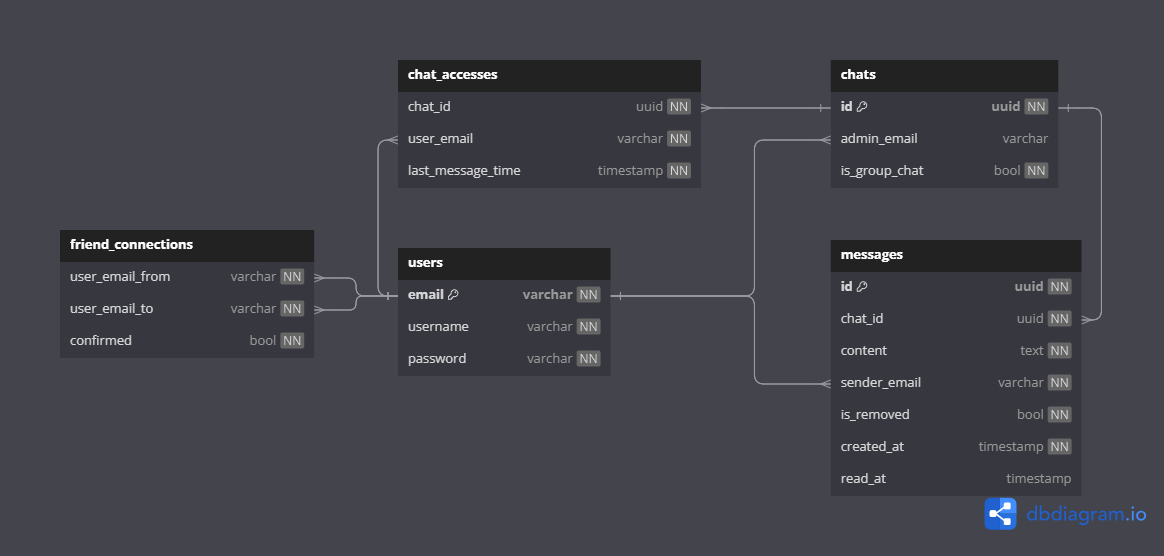 chat_accesses
chat_id uuid NN
user_email varchar NN
last_message_time timestamp NN
chats
id uuid NN
admin_email varchar
is_group_chat bool NN
friend_connections
user_email_from varchar NN
user_email_to varchar NN
confirmed bool NN
users
email varchar NN
username varchar NN
password varchar NN
messages
id uuid NN
chat_id uuid NN
content text NN
sender_email varchar NN
is_removed bool NN
created_at timestamp NN
read_at timestamp
dbdiagram.io